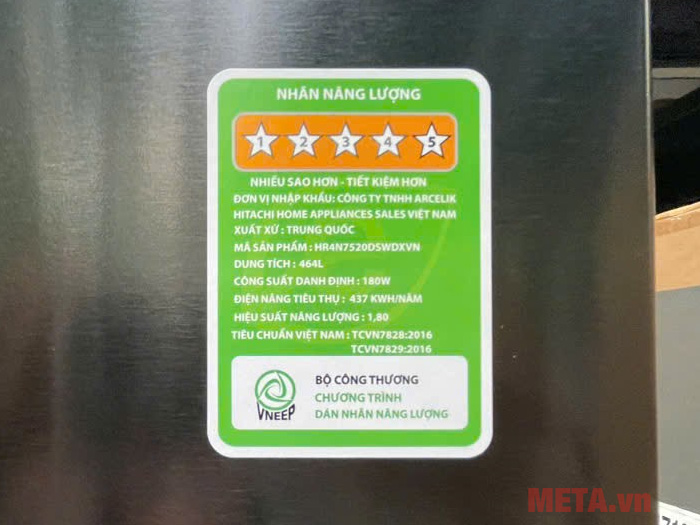 NHÃN NĂNG LƯỢNG
1 2 3 4 5
NHIỀU SAO HƠN - TIẾT KIỆM HƠN
ĐƠN VỊ NHẬP KHẨU: CÔNG TY TNHH ARCELIK
HITACHI HOME APPLIANCES SALES VIỆT NAM
XUẤT XỨ : TRUNG QUỐC
MÃ SẢN PHẨM : HR4N7520DSWDXVN
DUNG TÍCH : 464L
CÔNG SUẤT DANH ĐỊNH : 180W
ĐIỆN NĂNG TIÊU THỤ : 437 KWH/NĂM
HIỆU SUẤT NĂNG LƯỢNG : 1,80
TIÊU CHUẨN VIỆT NAM : TCVN7828:2016
TCVN7829:2016
VNEEP
BỘ CÔNG THƯƠNG
CHƯƠNG TRÌNH
DÁN NHÃN NĂNG LƯỢNG
META.vn